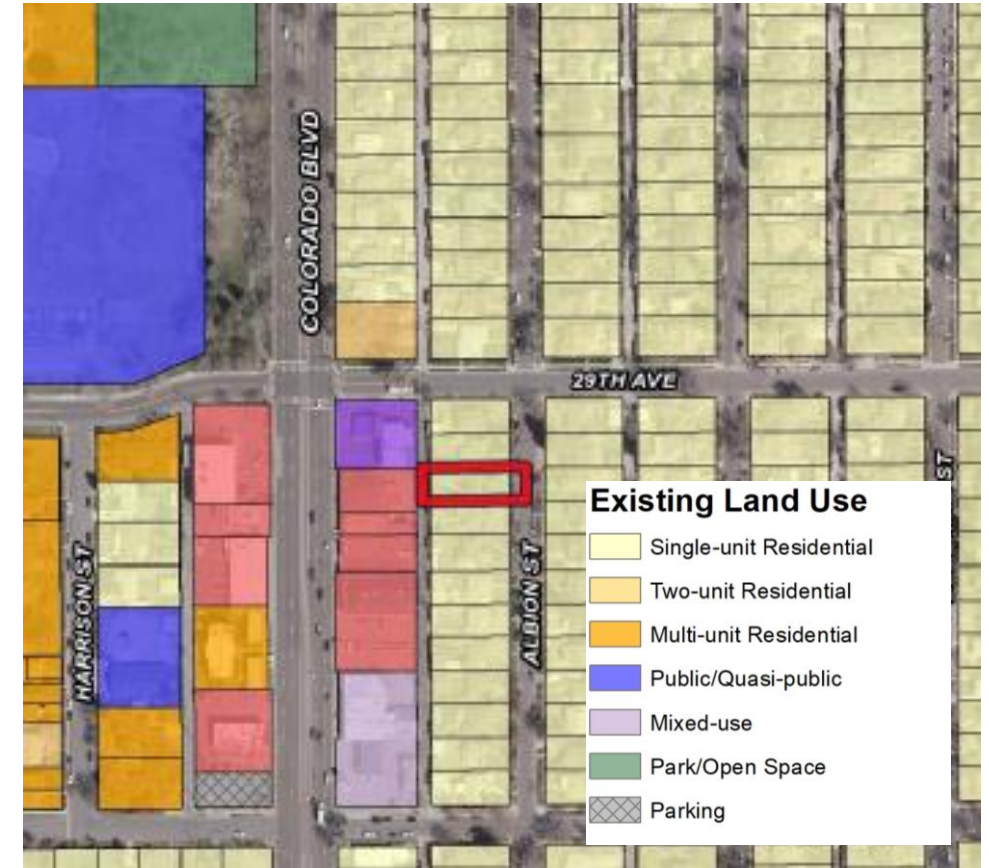 COLORADO BLVD
29TH AVE
HARRISON ST
ALBION ST
ST
Existing Land Use
Single-unit Residential
Two-unit Residential
Multi-unit Residential
Public/Quasi-public
Mixed-use
Park/Open Space
Parking